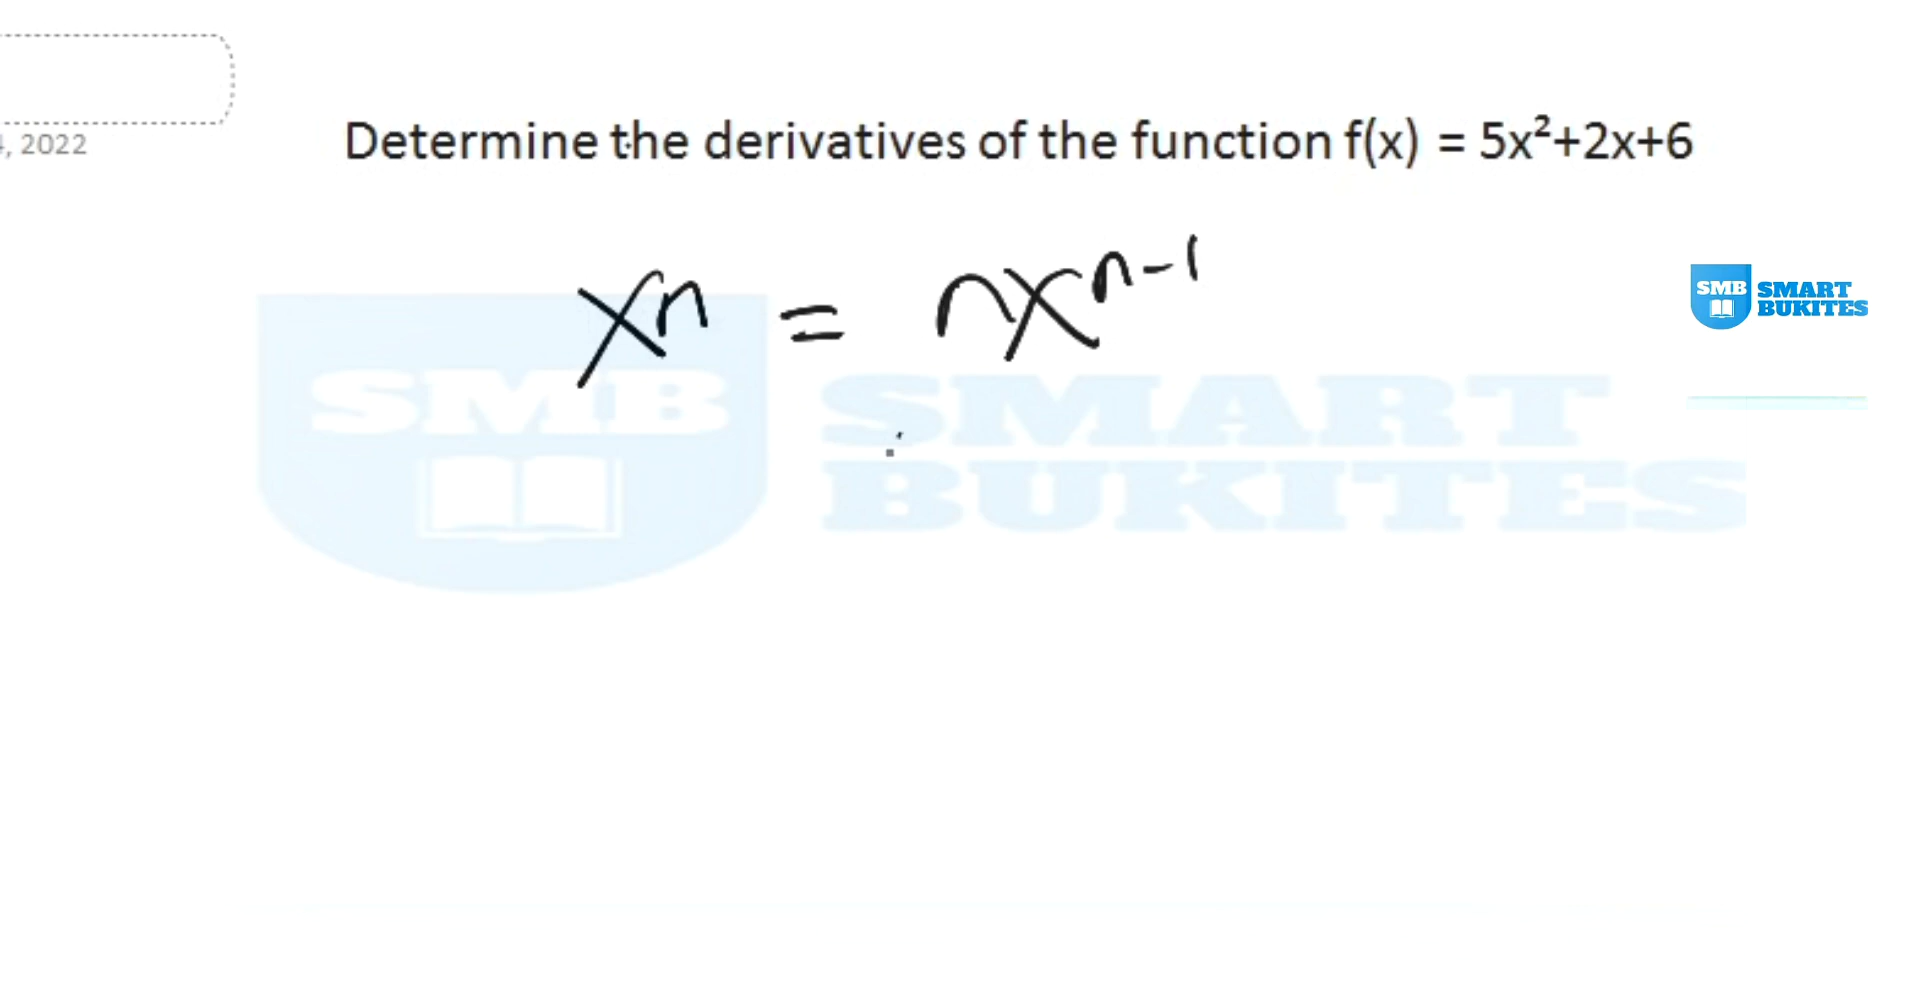 Determine the derivatives of the function f(x) = 5x²+2x+6
, 2022
xⁿ = nxⁿ⁻¹
SMB SMART
BUKITES
SMB SMART
BUKITES